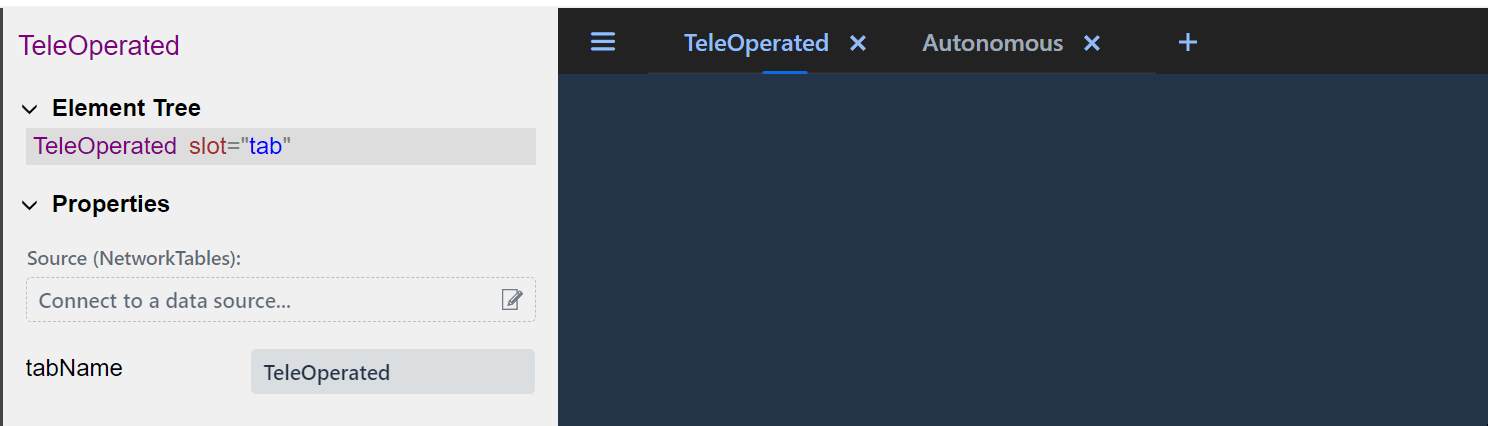 TeleOperated
Element Tree
TeleOperated slot="tab"
Properties
Source (NetworkTables):
Connect to a data source...
tabName TeleOperated
TeleOperated Autonomous